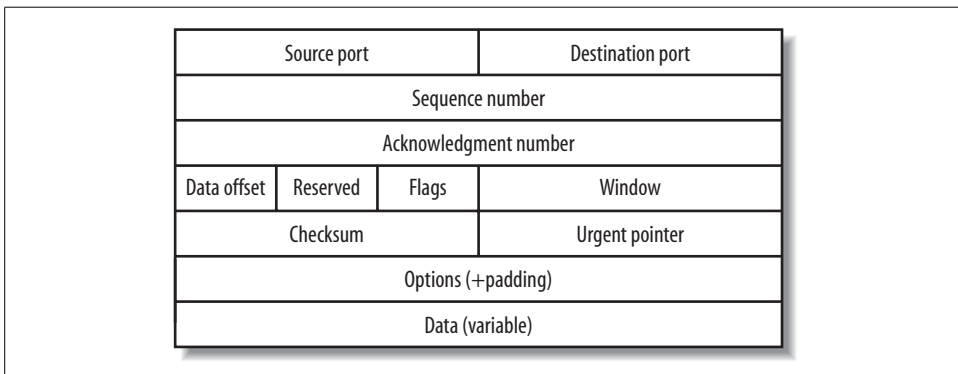 Source port Destination port
Sequence number
Acknowledgment number
Data offset Reserved Flags Window
Checksum Urgent pointer
Options (+padding)
Data (variable)